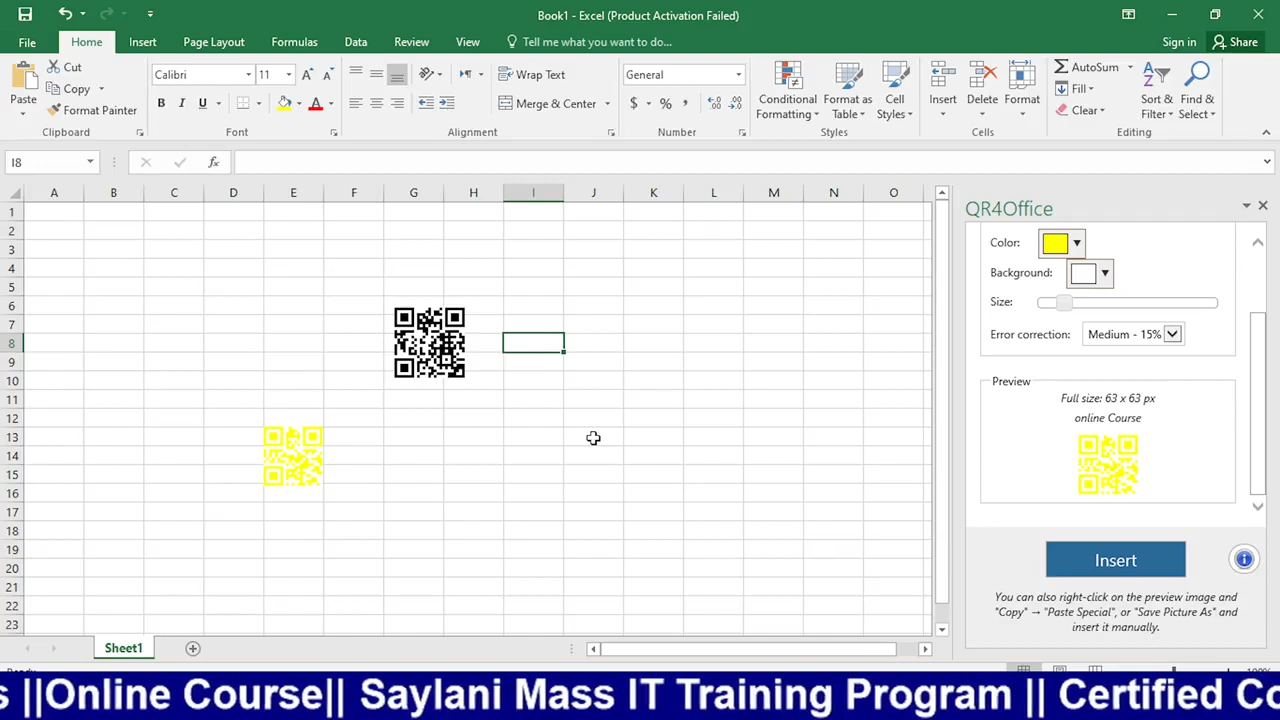 Book1 - Excel (Product Activation Failed)
File Home Insert Page Layout Formulas Data Review View Tell me what you want to do... Sign in Share
Paste Cut Copy Format Painter Clipboard
Calibri 11 B I U A Font
Wrap Text Merge & Center Alignment
General $ % , Number
Conditional Formatting Format as Table Cell Styles Styles
Insert Delete Format Cells
AutoSum Fill Clear Sort & Filter Find & Select Editing
I8 fx
A B C D E F G H I J K L M N O
1
2
3
4
5
6
7
8
9
10
11
12
13
14
15
16
17
18
19
20
21
22
23
QR4Office
Color:
Background:
Size:
Error correction: Medium - 15%
Preview
Full size: 63 x 63 px
online Course
Insert
You can also right-click on the preview image and
"Copy" → "Paste Special", or "Save Picture As" and
insert it manually.
Sheet1
s ||Online Course|| Saylani Mass IT Training Program || Certified Co